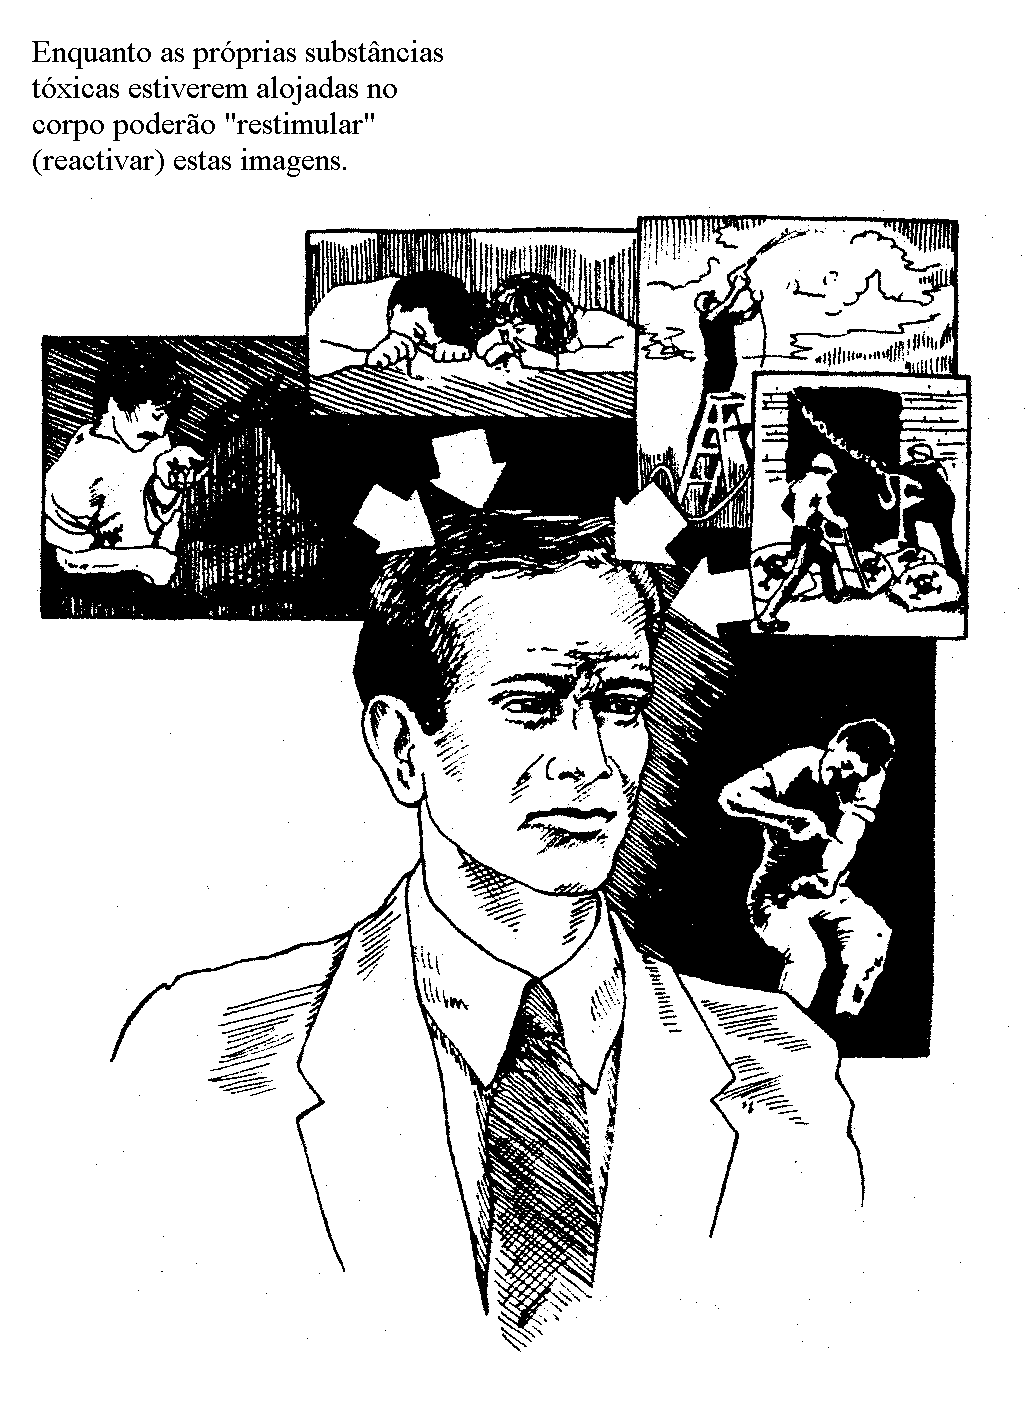 Enquanto as próprias substâncias
tóxicas estiverem alojadas no
corpo poderão "restimular"
(reactivar) estas imagens.